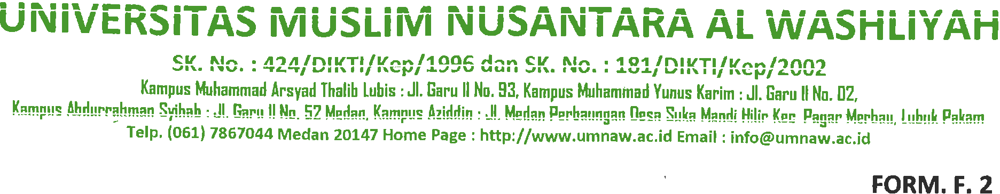 UNIVERSITAS MUSLIM NUSANTARA AL WASHLIYAH
SK. No. : 424/DIKTI/Kep/1996 dan SK. No. : 181/DIKTI/Kep/2002
Kampus Muhammad Arsyad Thalib Lubis : Jl. Garu II No. 93, Kampus Muhammad Yunus Karim : Jl. Garu II No. 02,
Kampus Abdurrahman Syihab : Jl. Garu II No. 52 Medan, Kampus Aziddin : Jl. Medan Perbaungan Desa Suka Mandi Hilir Kec. Pagar Merbau, Lubuk Pakam
Telp. (061) 7867044 Medan 20147 Home Page : http://www.umnaw.ac.id Email : info@umnaw.ac.id
FORM. F. 2